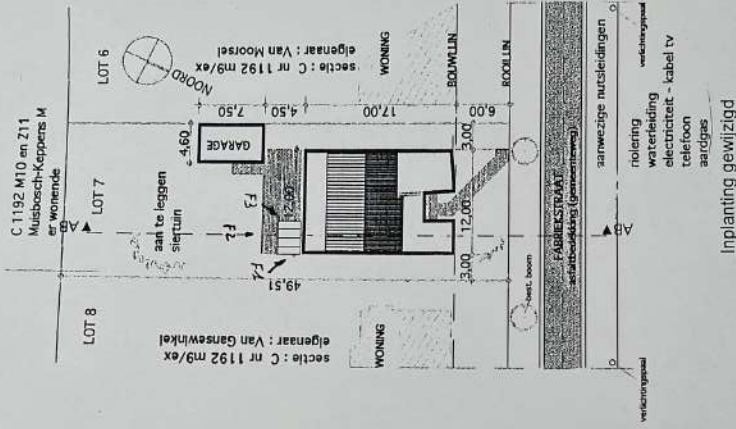 C 1192 M10 en Z11
Muisbosch-Keppens M
er wonende
AB
LOT 8
LOT 7
LOT 6
NOORD
aan te leggen
siertuin
4,60
GARAGE
7,50
4,50
17,00
6,00
F2
F3
F1
49,51
sectie : C nr 1192 m9/ex
eigenaar : Van Gansewinkel
sectie : C nr 1192 m9/ex
eigenaar : Van Moorsel
WONING
WONING
3,00
12,00
3,00
BOUWLIJN
ROOILIJN
best. boom
FABRIEKSTRAAT
asfaltbedekking (gemeenteweg)
AB
verlichtingspaal
verlichtingspaal
aanwezige nutsleidingen
riolering
waterleiding
electriciteit - kabel tv
telefoon
aardgas
Inplanting gewijzigd